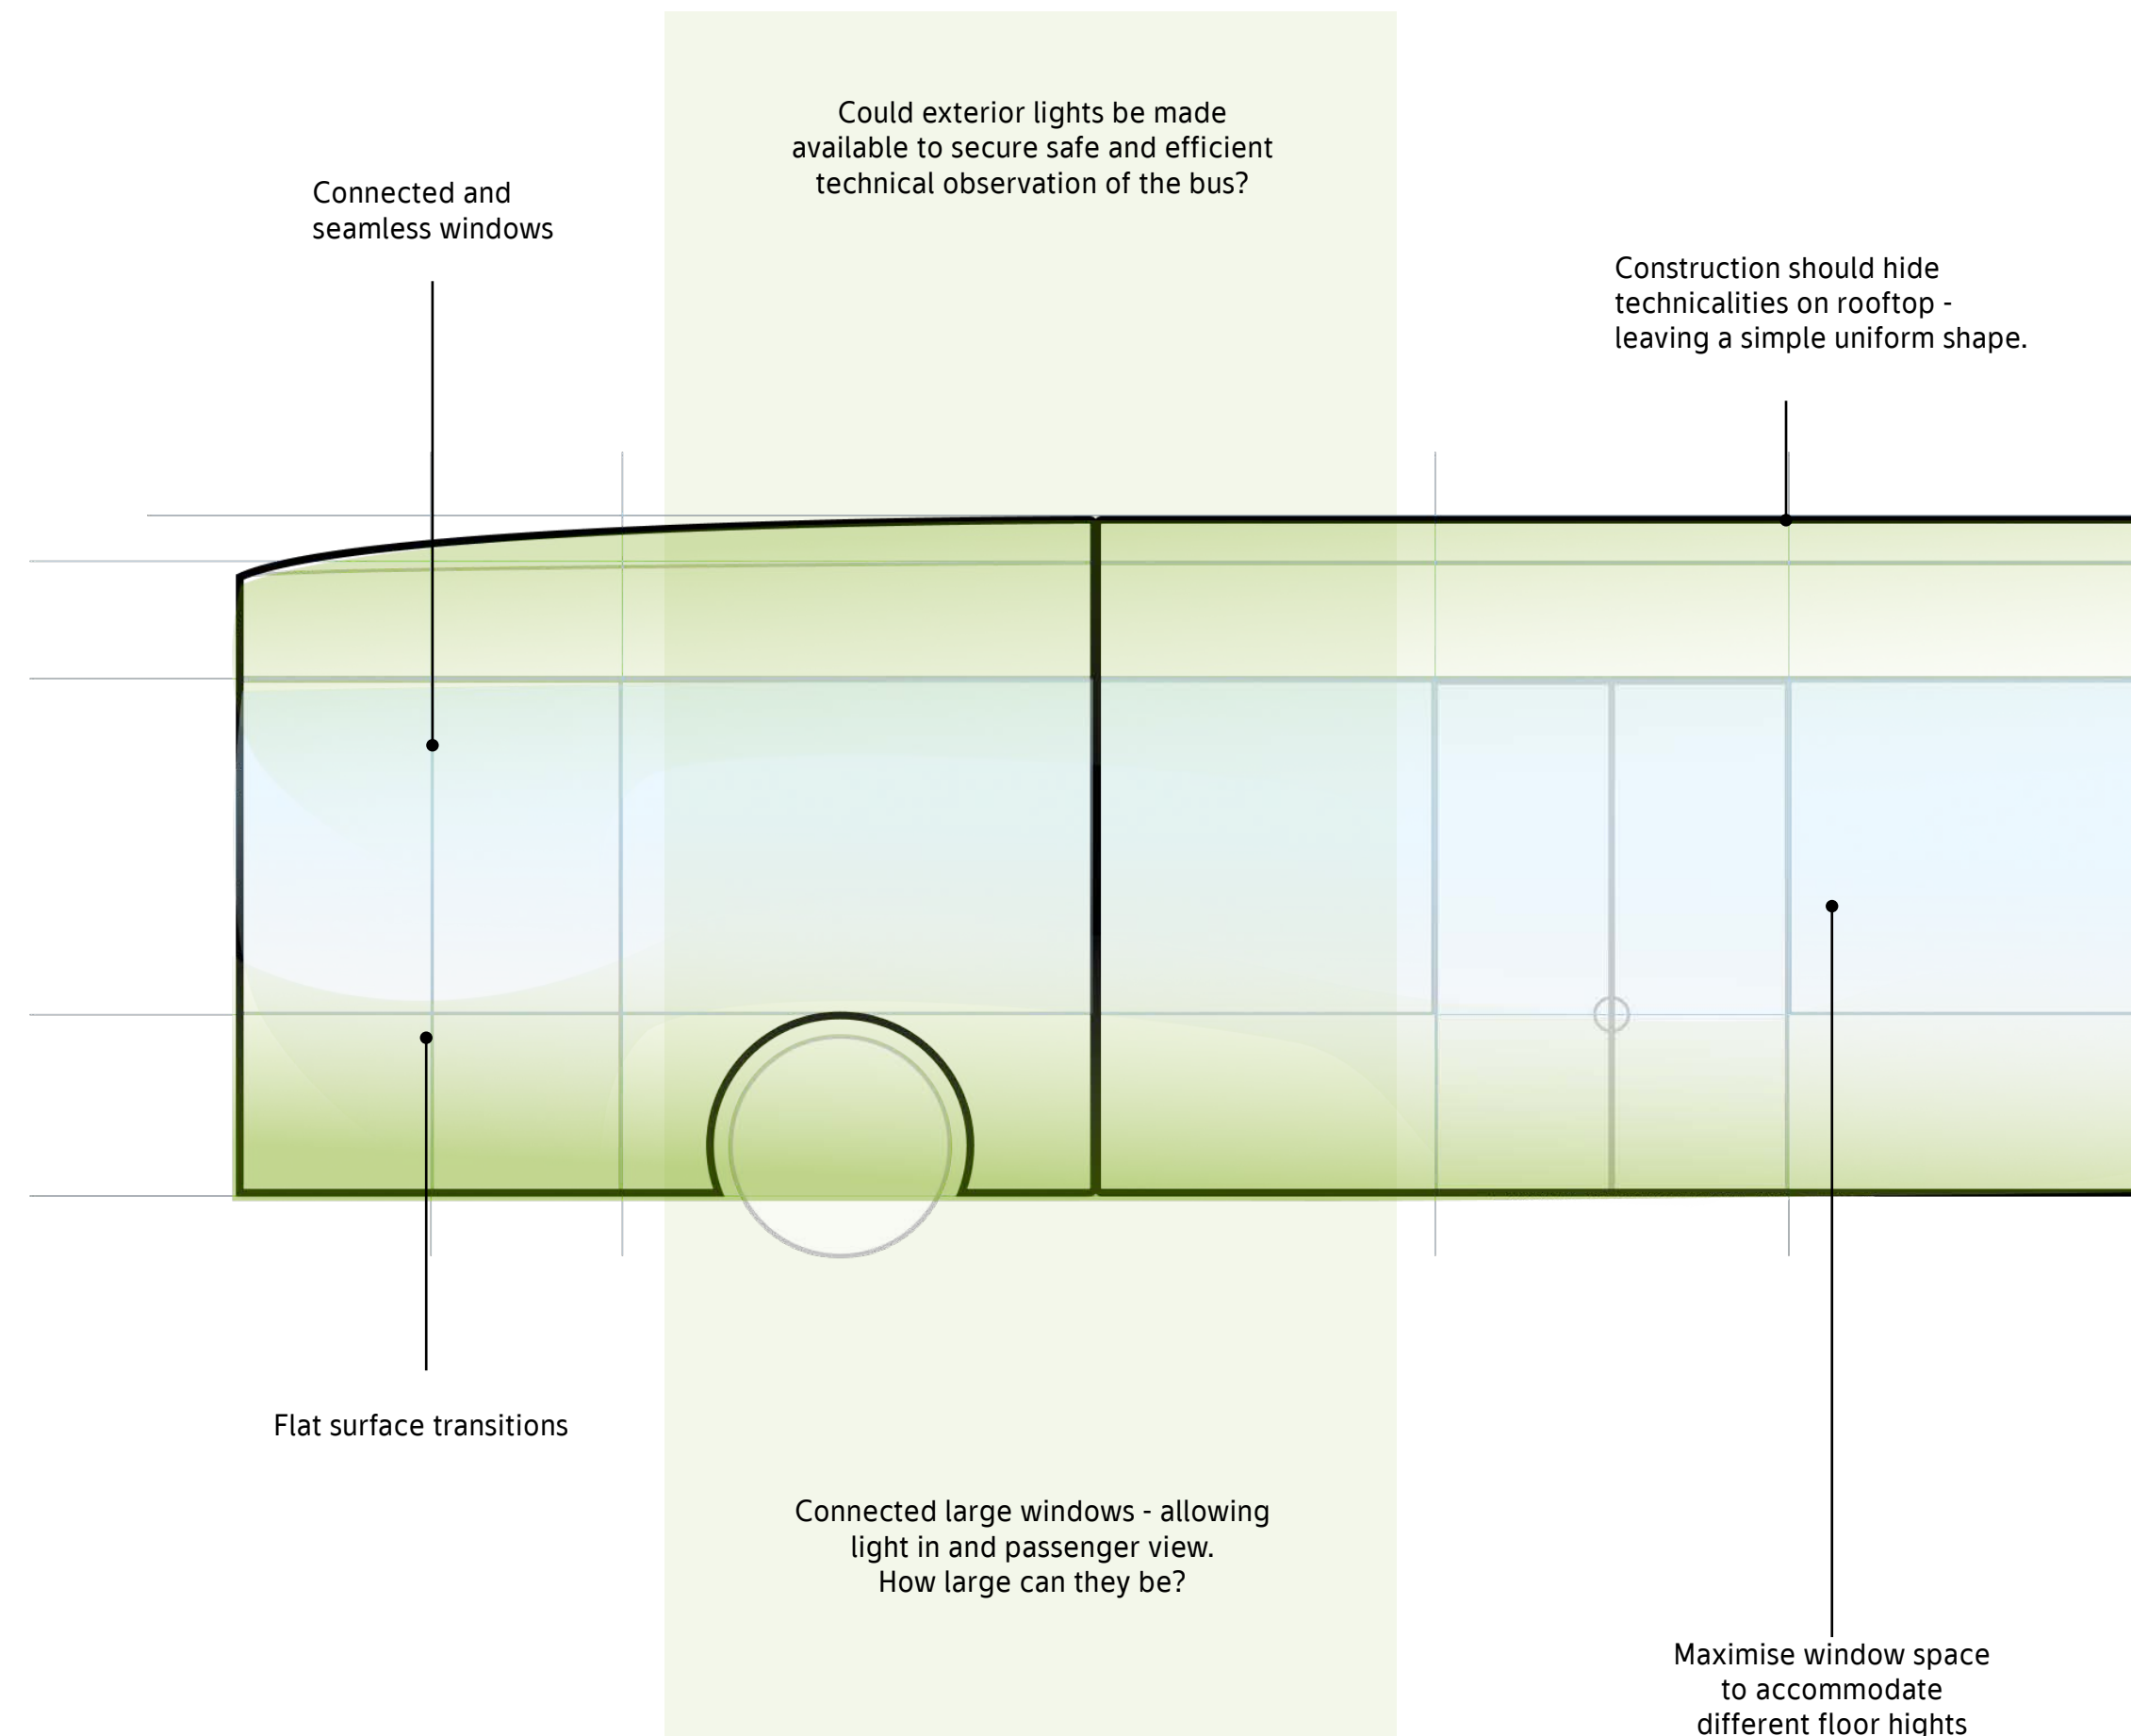 Could exterior lights be made
available to secure safe and efficient
technical observation of the bus?
Connected and
seamless windows
Construction should hide
technicalities on rooftop -
leaving a simple uniform shape.
Flat surface transitions
Connected large windows - allowing
light in and passenger view.
How large can they be?
Maximise window space
to accommodate
different floor hights